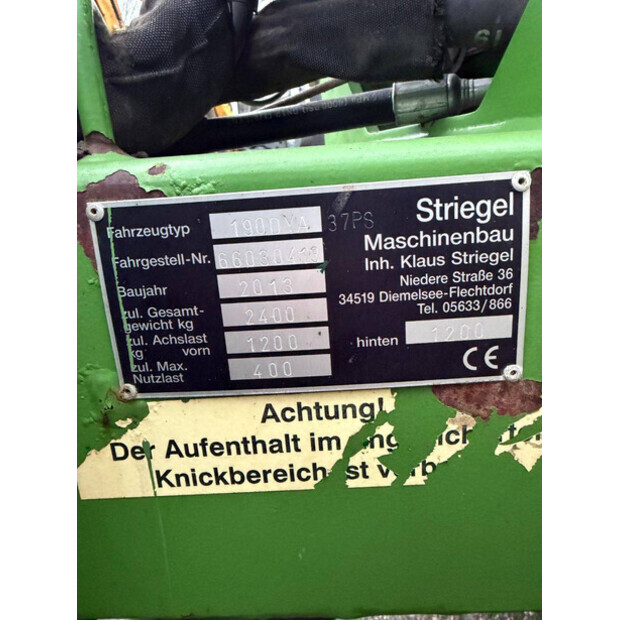 Striegel
Maschinenbau
Inh. Klaus Striegel
Niedere Straße 36
34519 Diemelsee-Flechtdorf
Tel. 05633/866
Fahrzeugtyp 37PS
Fahrgestell-Nr.
Baujahr 2013
zul. Gesamt-
gewicht kg 2400
zul. Achslast
kg vorn 1200 hinten 1200
zul. Max.
Nutzlast 400
CE
Achtung!
Der Aufenthalt im
Knickbereich ist